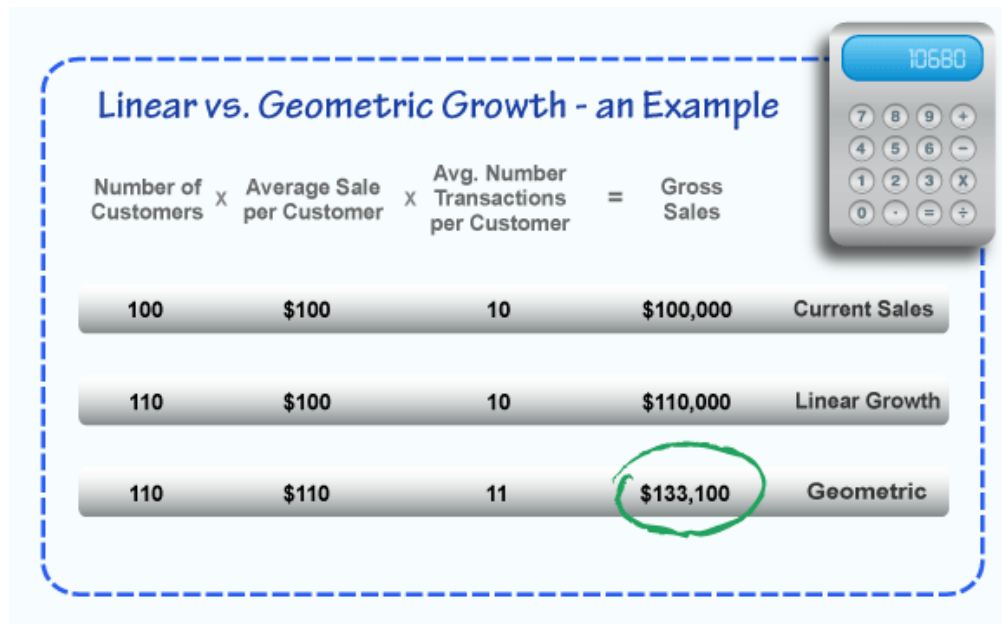 10680
Linear vs. Geometric Growth - an Example
Number of Customers x Average Sale per Customer x Avg. Number Transactions per Customer = Gross Sales
7 8 9 +
4 5 6 −
1 2 3 X
0 · = ÷
100 $100 10 $100,000 Current Sales
110 $100 10 $110,000 Linear Growth
110 $110 11 $133,100 Geometric